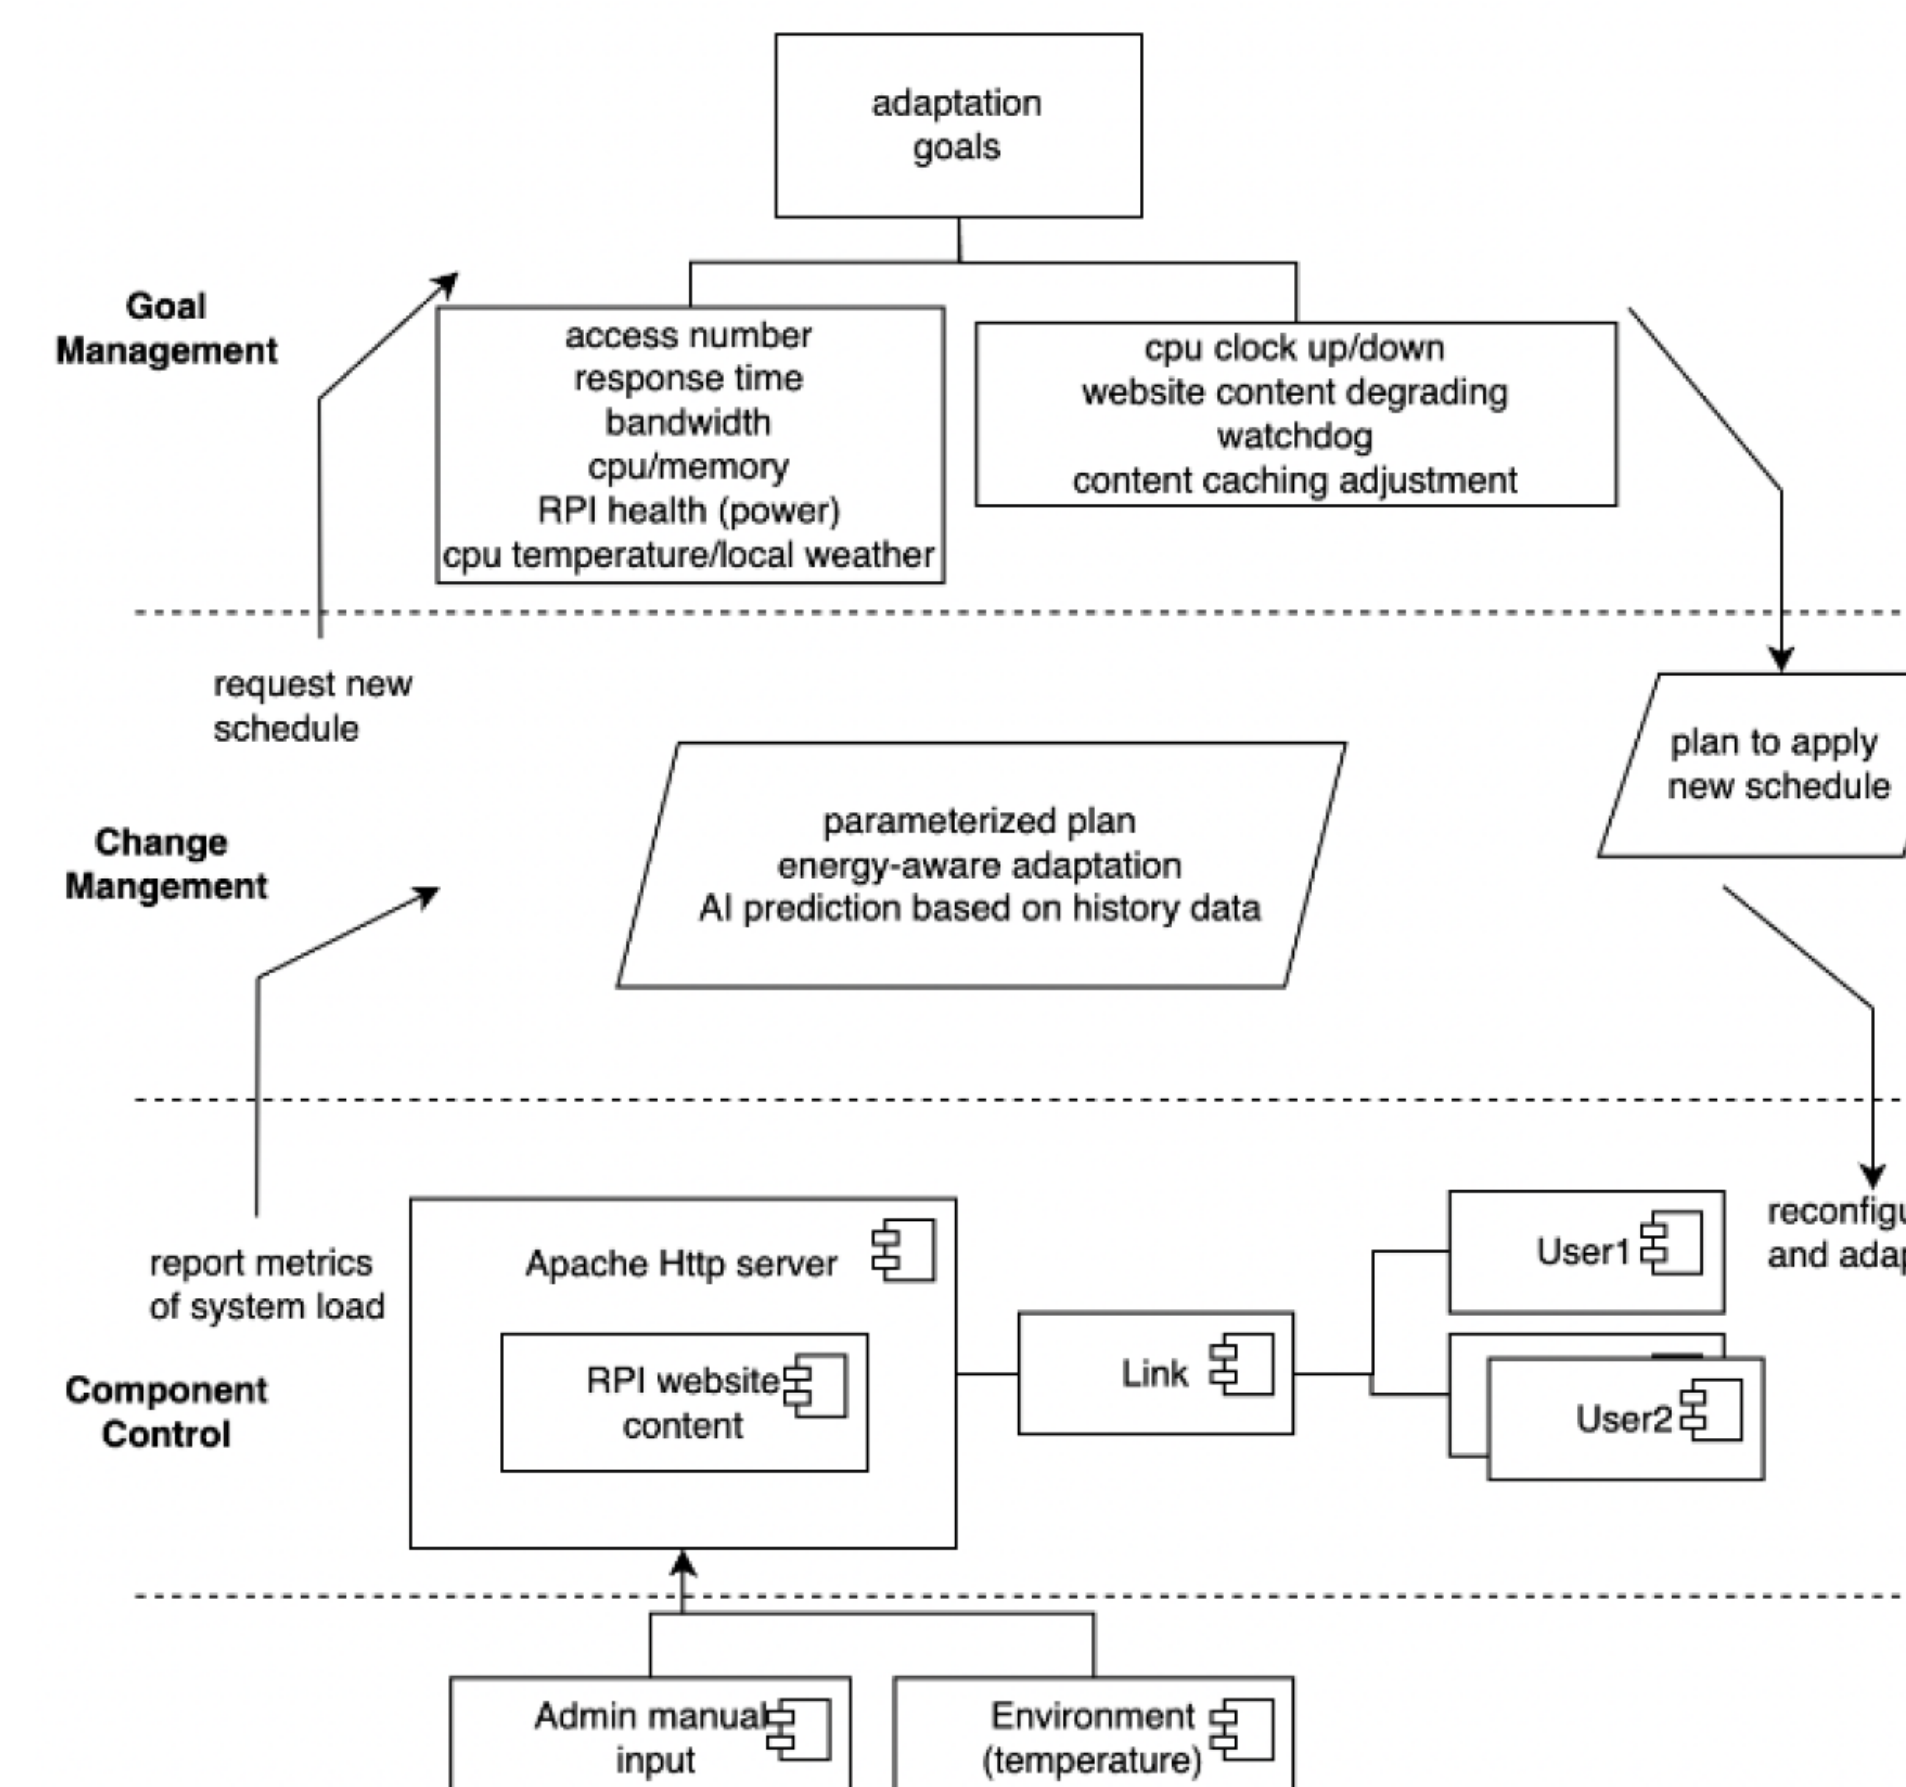 adaptation
goals
Goal
Management
access number
response time
bandwidth
cpu/memory
RPI health (power)
cpu temperature/local weather
cpu clock up/down
website content degrading
watchdog
content caching adjustment
request new
schedule
plan to apply
new schedule
Change
Mangement
parameterized plan
energy-aware adaptation
AI prediction based on history data
report metrics
of system load
Component
Control
Apache Http server
RPI website
content
Link
User1
User2
and
Admin manual
input
Environment
(temperature)